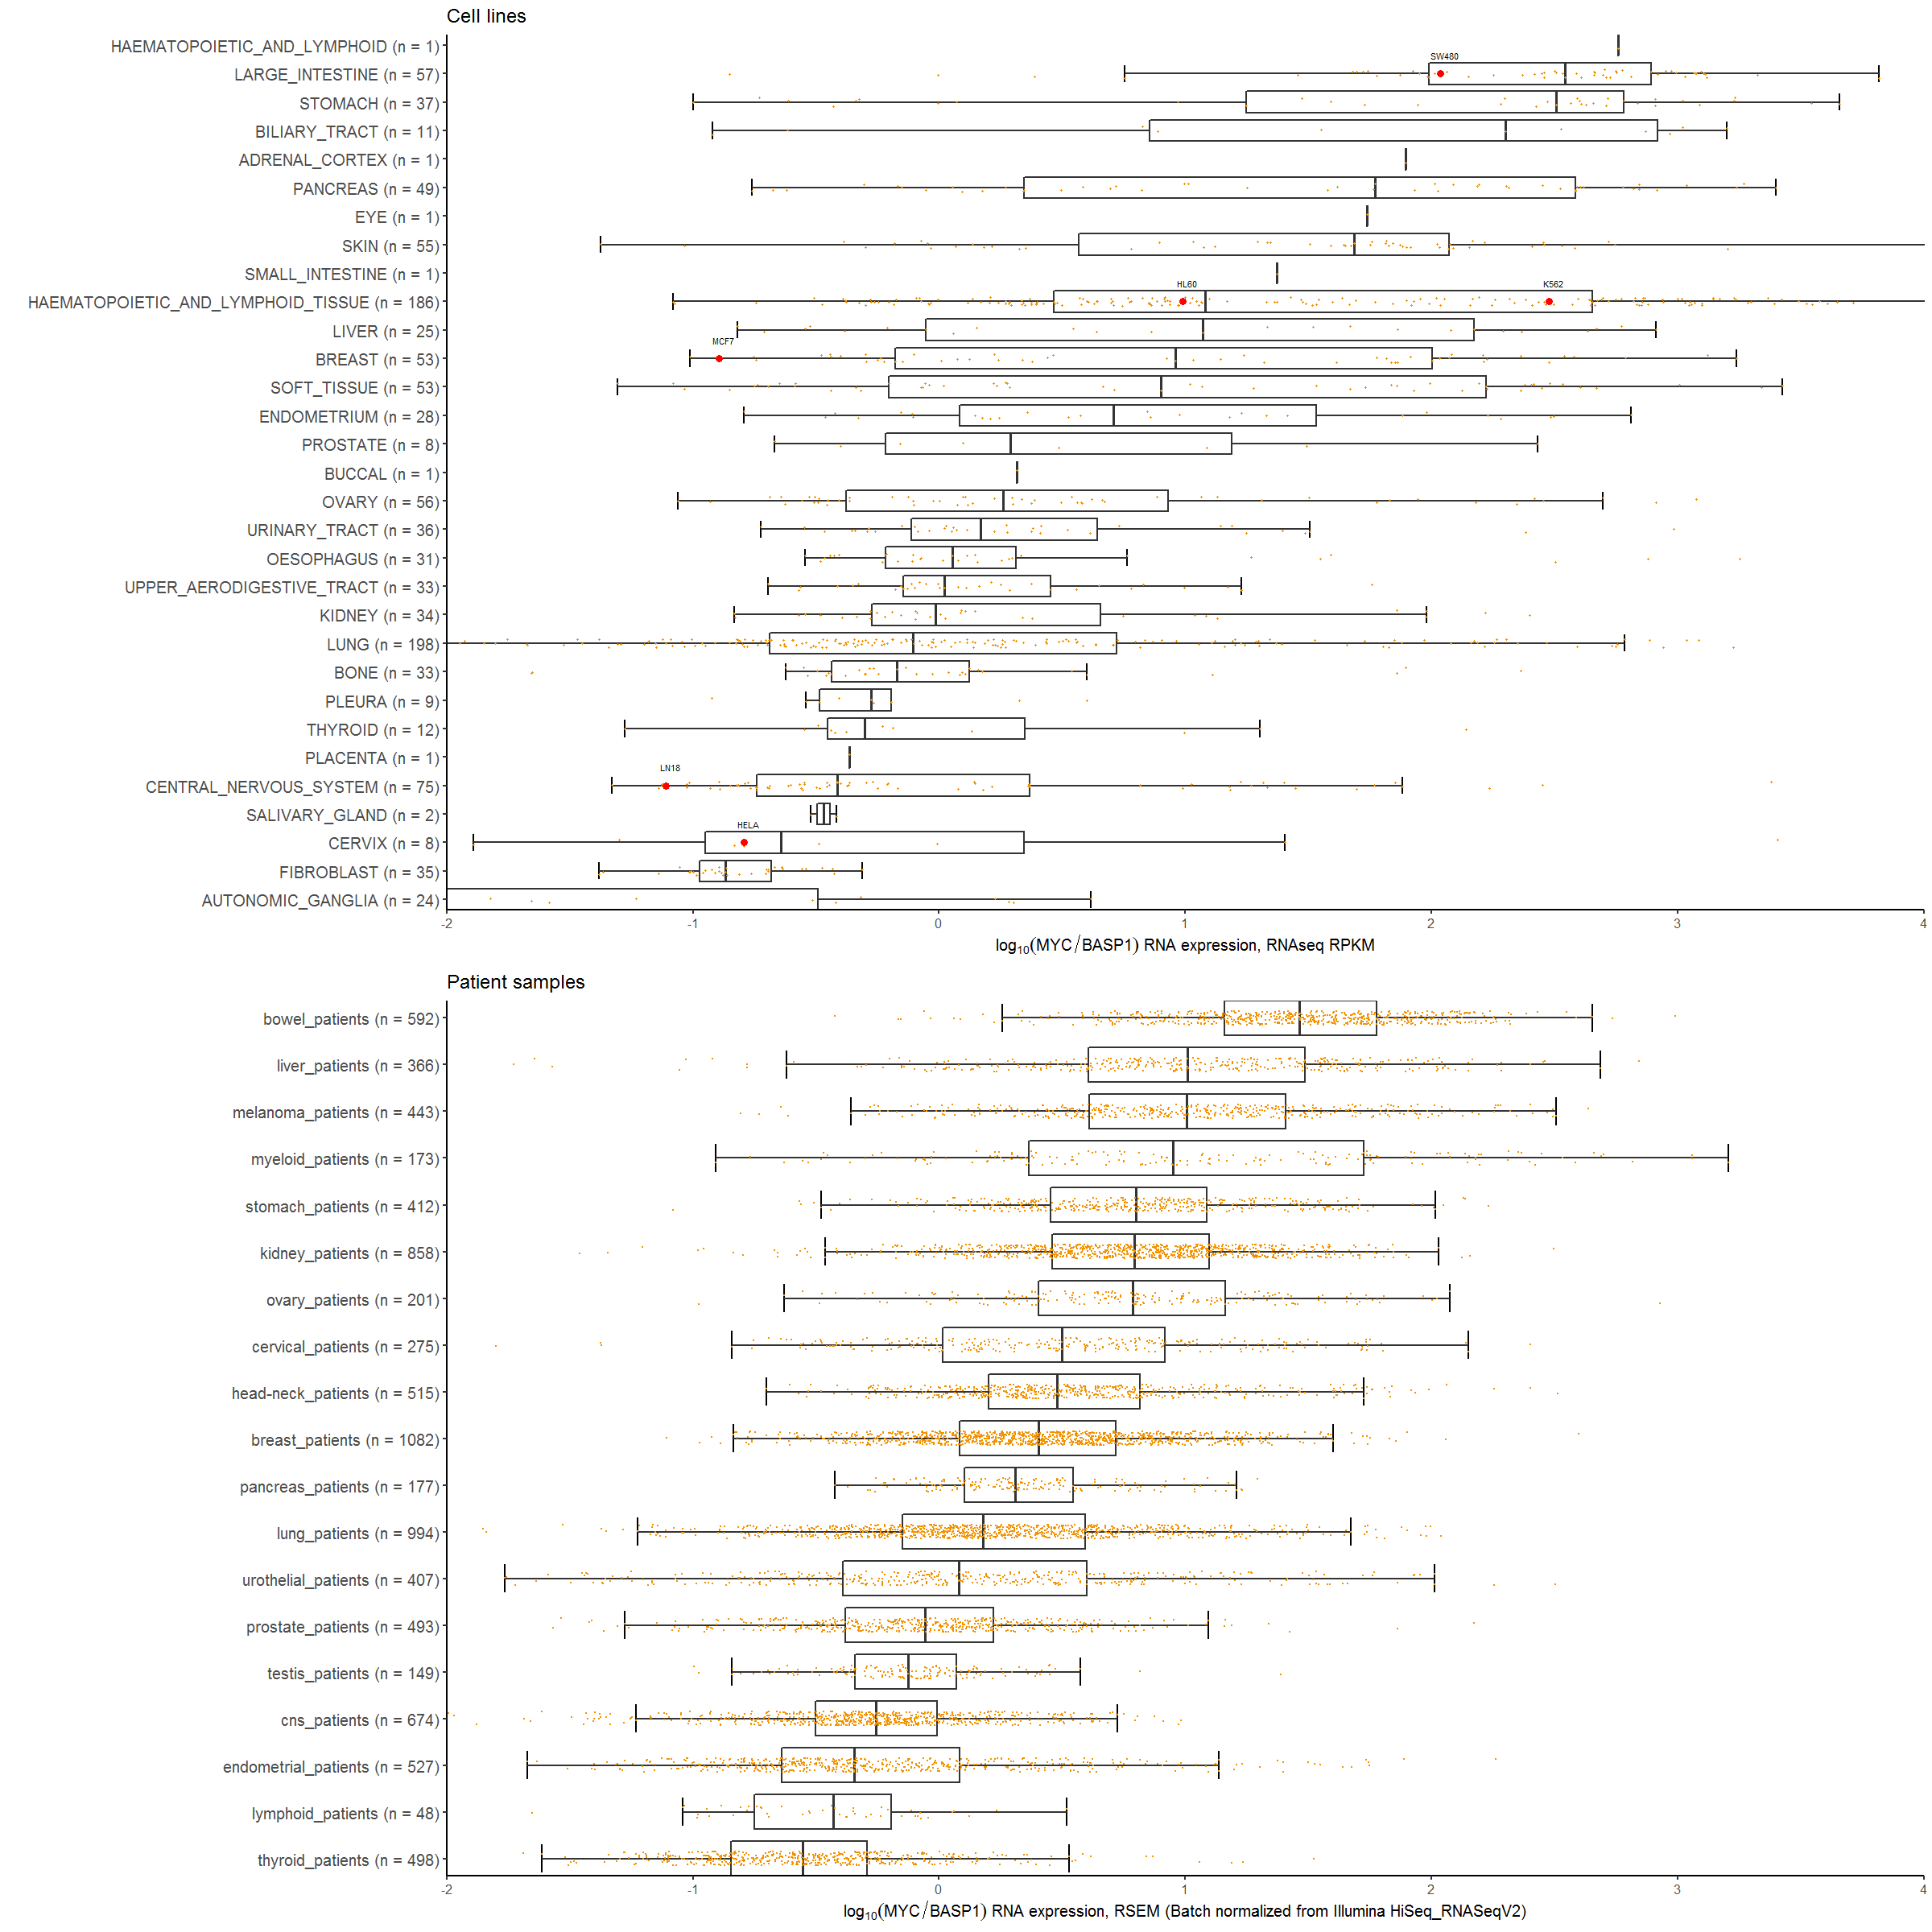 Cell lines
HAEMATOPOIETIC_AND_LYMPHOID (n = 1)
SW480
LARGE_INTESTINE (n = 57)
STOMACH (n = 37)
BILIARY_TRACT (n = 11)
ADRENAL_CORTEX (n = 1)
PANCREAS (n = 49)
EYE (n = 1)
SKIN (n = 55)
SMALL_INTESTINE (n = 1)
HL60 K562
HAEMATOPOIETIC_AND_LYMPHOID_TISSUE (n = 186)
LIVER (n = 25)
MCF7
BREAST (n = 53)
SOFT_TISSUE (n = 53)
ENDOMETRIUM (n = 28)
PROSTATE (n = 8)
BUCCAL (n = 1)
OVARY (n = 56)
URINARY_TRACT (n = 36)
OESOPHAGUS (n = 31)
UPPER_AERODIGESTIVE_TRACT (n = 33)
KIDNEY (n = 34)
LUNG (n = 198)
BONE (n = 33)
PLEURA (n = 9)
THYROID (n = 12)
PLACENTA (n = 1)
LN18
CENTRAL_NERVOUS_SYSTEM (n = 75)
SALIVARY_GLAND (n = 2)
HELA
CERVIX (n = 8)
FIBROBLAST (n = 35)
AUTONOMIC_GANGLIA (n = 24)
-2 -1 0 1 2 3 4
log₁₀(MYC/BASP1) RNA expression, RNAseq RPKM
Patient samples
bowel_patients (n = 592)
liver_patients (n = 366)
melanoma_patients (n = 443)
myeloid_patients (n = 173)
stomach_patients (n = 412)
kidney_patients (n = 858)
ovary_patients (n = 201)
cervical_patients (n = 275)
head-neck_patients (n = 515)
breast_patients (n = 1082)
pancreas_patients (n = 177)
lung_patients (n = 994)
urothelial_patients (n = 407)
prostate_patients (n = 493)
testis_patients (n = 149)
cns_patients (n = 674)
endometrial_patients (n = 527)
lymphoid_patients (n = 48)
thyroid_patients (n = 498)
-2 -1 0 1 2 3 4
log₁₀(MYC/BASP1) RNA expression, RSEM (Batch normalized from Illumina HiSeq_RNASeqV2)